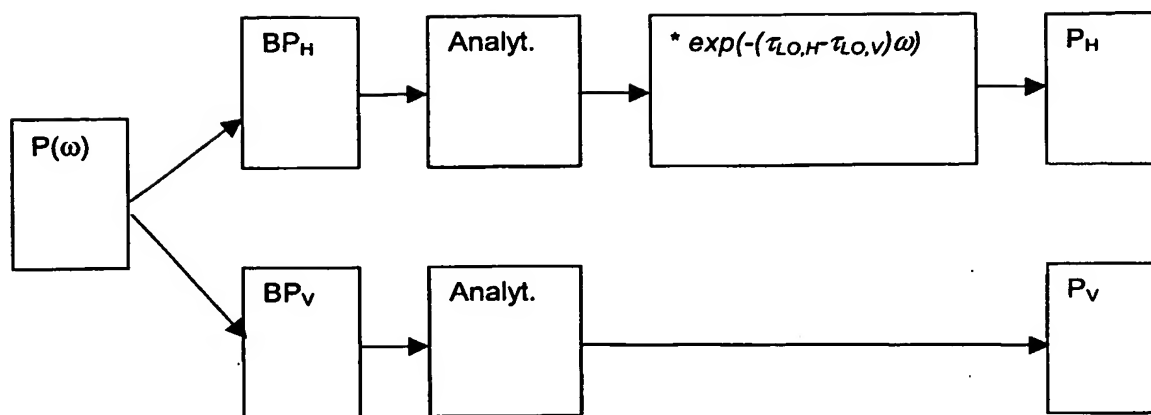 BP_H
Analyt.
* exp(-(τ_LO,H-τ_LO,V)ω)
P_H
P(ω)
BP_V
Analyt.
P_V